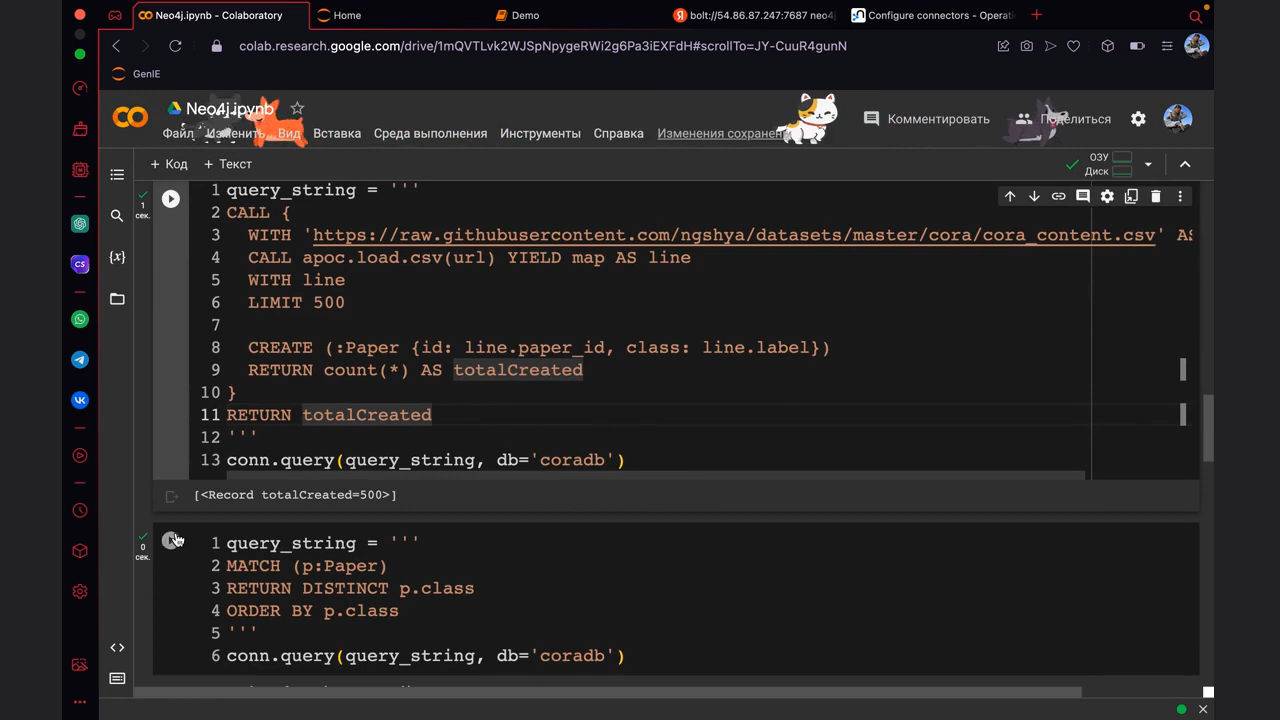 Neo4j.ipynb - Colaboratory
Home
Demo
bolt://54.86.87.247:7687 neo4
Configure connectors - Operati
colab.research.google.com/drive/1mQVTLvk2WJSpNpygeRWi2g6Pa3iEXFdH#scrollTo=JY-CuuR4gunN
GenIE
Neo4j.ipynb
Комментировать
Поделиться
Файл Изменить Вид Вставка Среда выполнения Инструменты Справка Изменения сохранен
+ Код + Текст
ОЗУ
Диск
1 сек.
1 query_string = '''
2 CALL {
3 WITH 'https://raw.githubusercontent.com/ngshya/datasets/master/cora/cora_content.csv' AS
4 CALL apoc.load.csv(url) YIELD map AS line
5 WITH line
6 LIMIT 500
7
8 CREATE (:Paper {id: line.paper_id, class: line.label})
9 RETURN count(*) AS totalCreated
10 }
11 RETURN totalCreated
12 '''
13 conn.query(query_string, db='coradb')
[<Record totalCreated=500>]
0 сек.
1 query_string = '''
2 MATCH (p:Paper)
3 RETURN DISTINCT p.class
4 ORDER BY p.class
5 '''
6 conn.query(query_string, db='coradb')